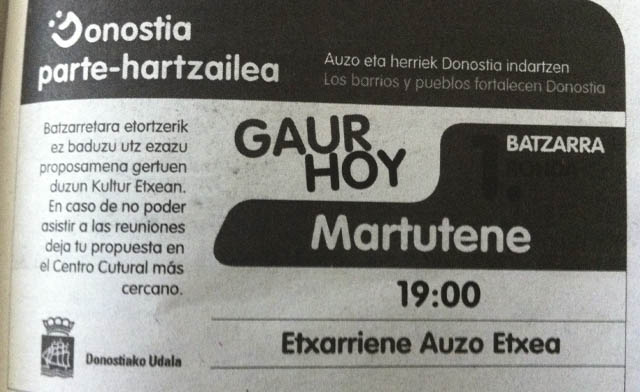 Donostia
parte-hartzailea
Auzo eta herriek Donostia indartzen
Los barrios y pueblos fortalecen Donostia
Batzarretara etortzerik
ez baduzu utz ezazu
proposamena gertuen
duzun Kultur Etxean.
En caso de no poder
asistir a las reuniones
deja tu propuesta en
el Centro Cutural más
cercano.
Donostiako Udala
GAUR
HOY
BATZARRA
Martutene
19:00
Etxarriene Auzo Etxea